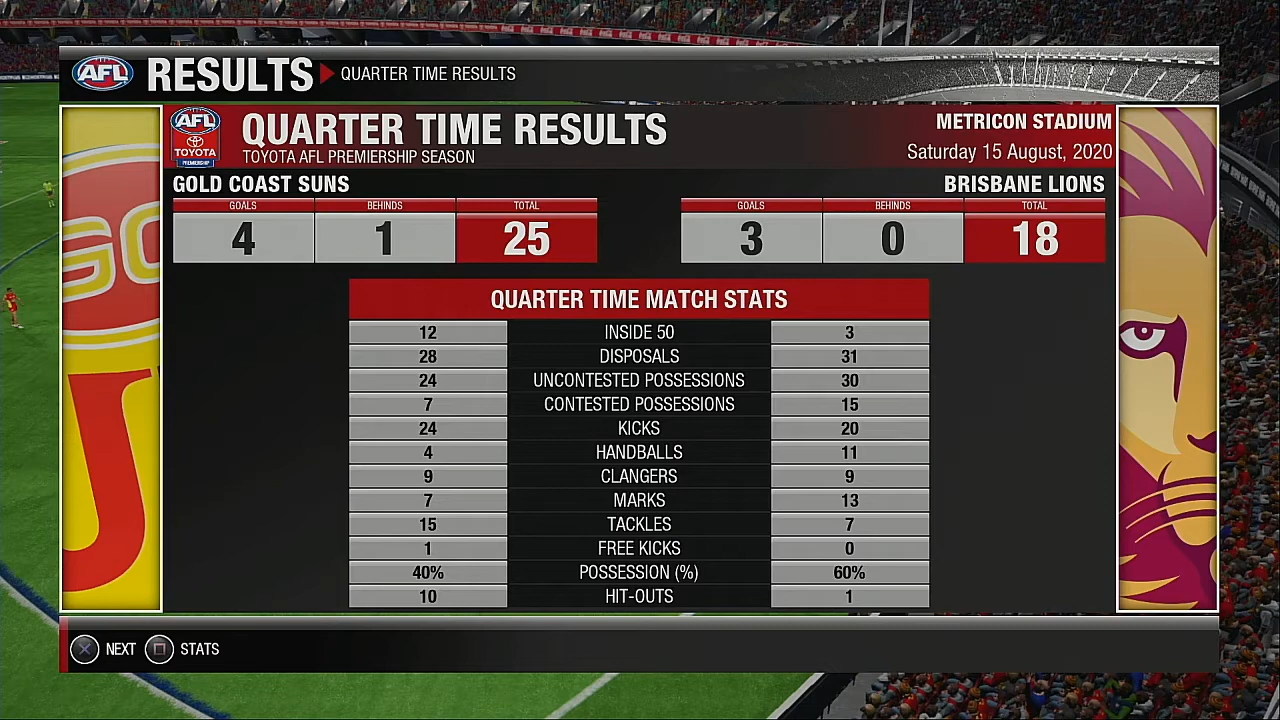 AFL RESULTS QUARTER TIME RESULTS
AFL QUARTER TIME RESULTS METRICON STADIUM
TOYOTA TOYOTA AFL PREMIERSHIP SEASON Saturday 15 August, 2020
PREMIERSHIP
GOLD COAST SUNS BRISBANE LIONS
GOALS BEHINDS TOTAL GOALS BEHINDS TOTAL
4 1 25 3 0 18
QUARTER TIME MATCH STATS
12 INSIDE 50 3
28 DISPOSALS 31
24 UNCONTESTED POSSESSIONS 30
7 CONTESTED POSSESSIONS 15
24 KICKS 20
4 HANDBALLS 11
9 CLANGERS 9
7 MARKS 13
15 TACKLES 7
1 FREE KICKS 0
40% POSSESSION (%) 60%
10 HIT-OUTS 1
NEXT STATS